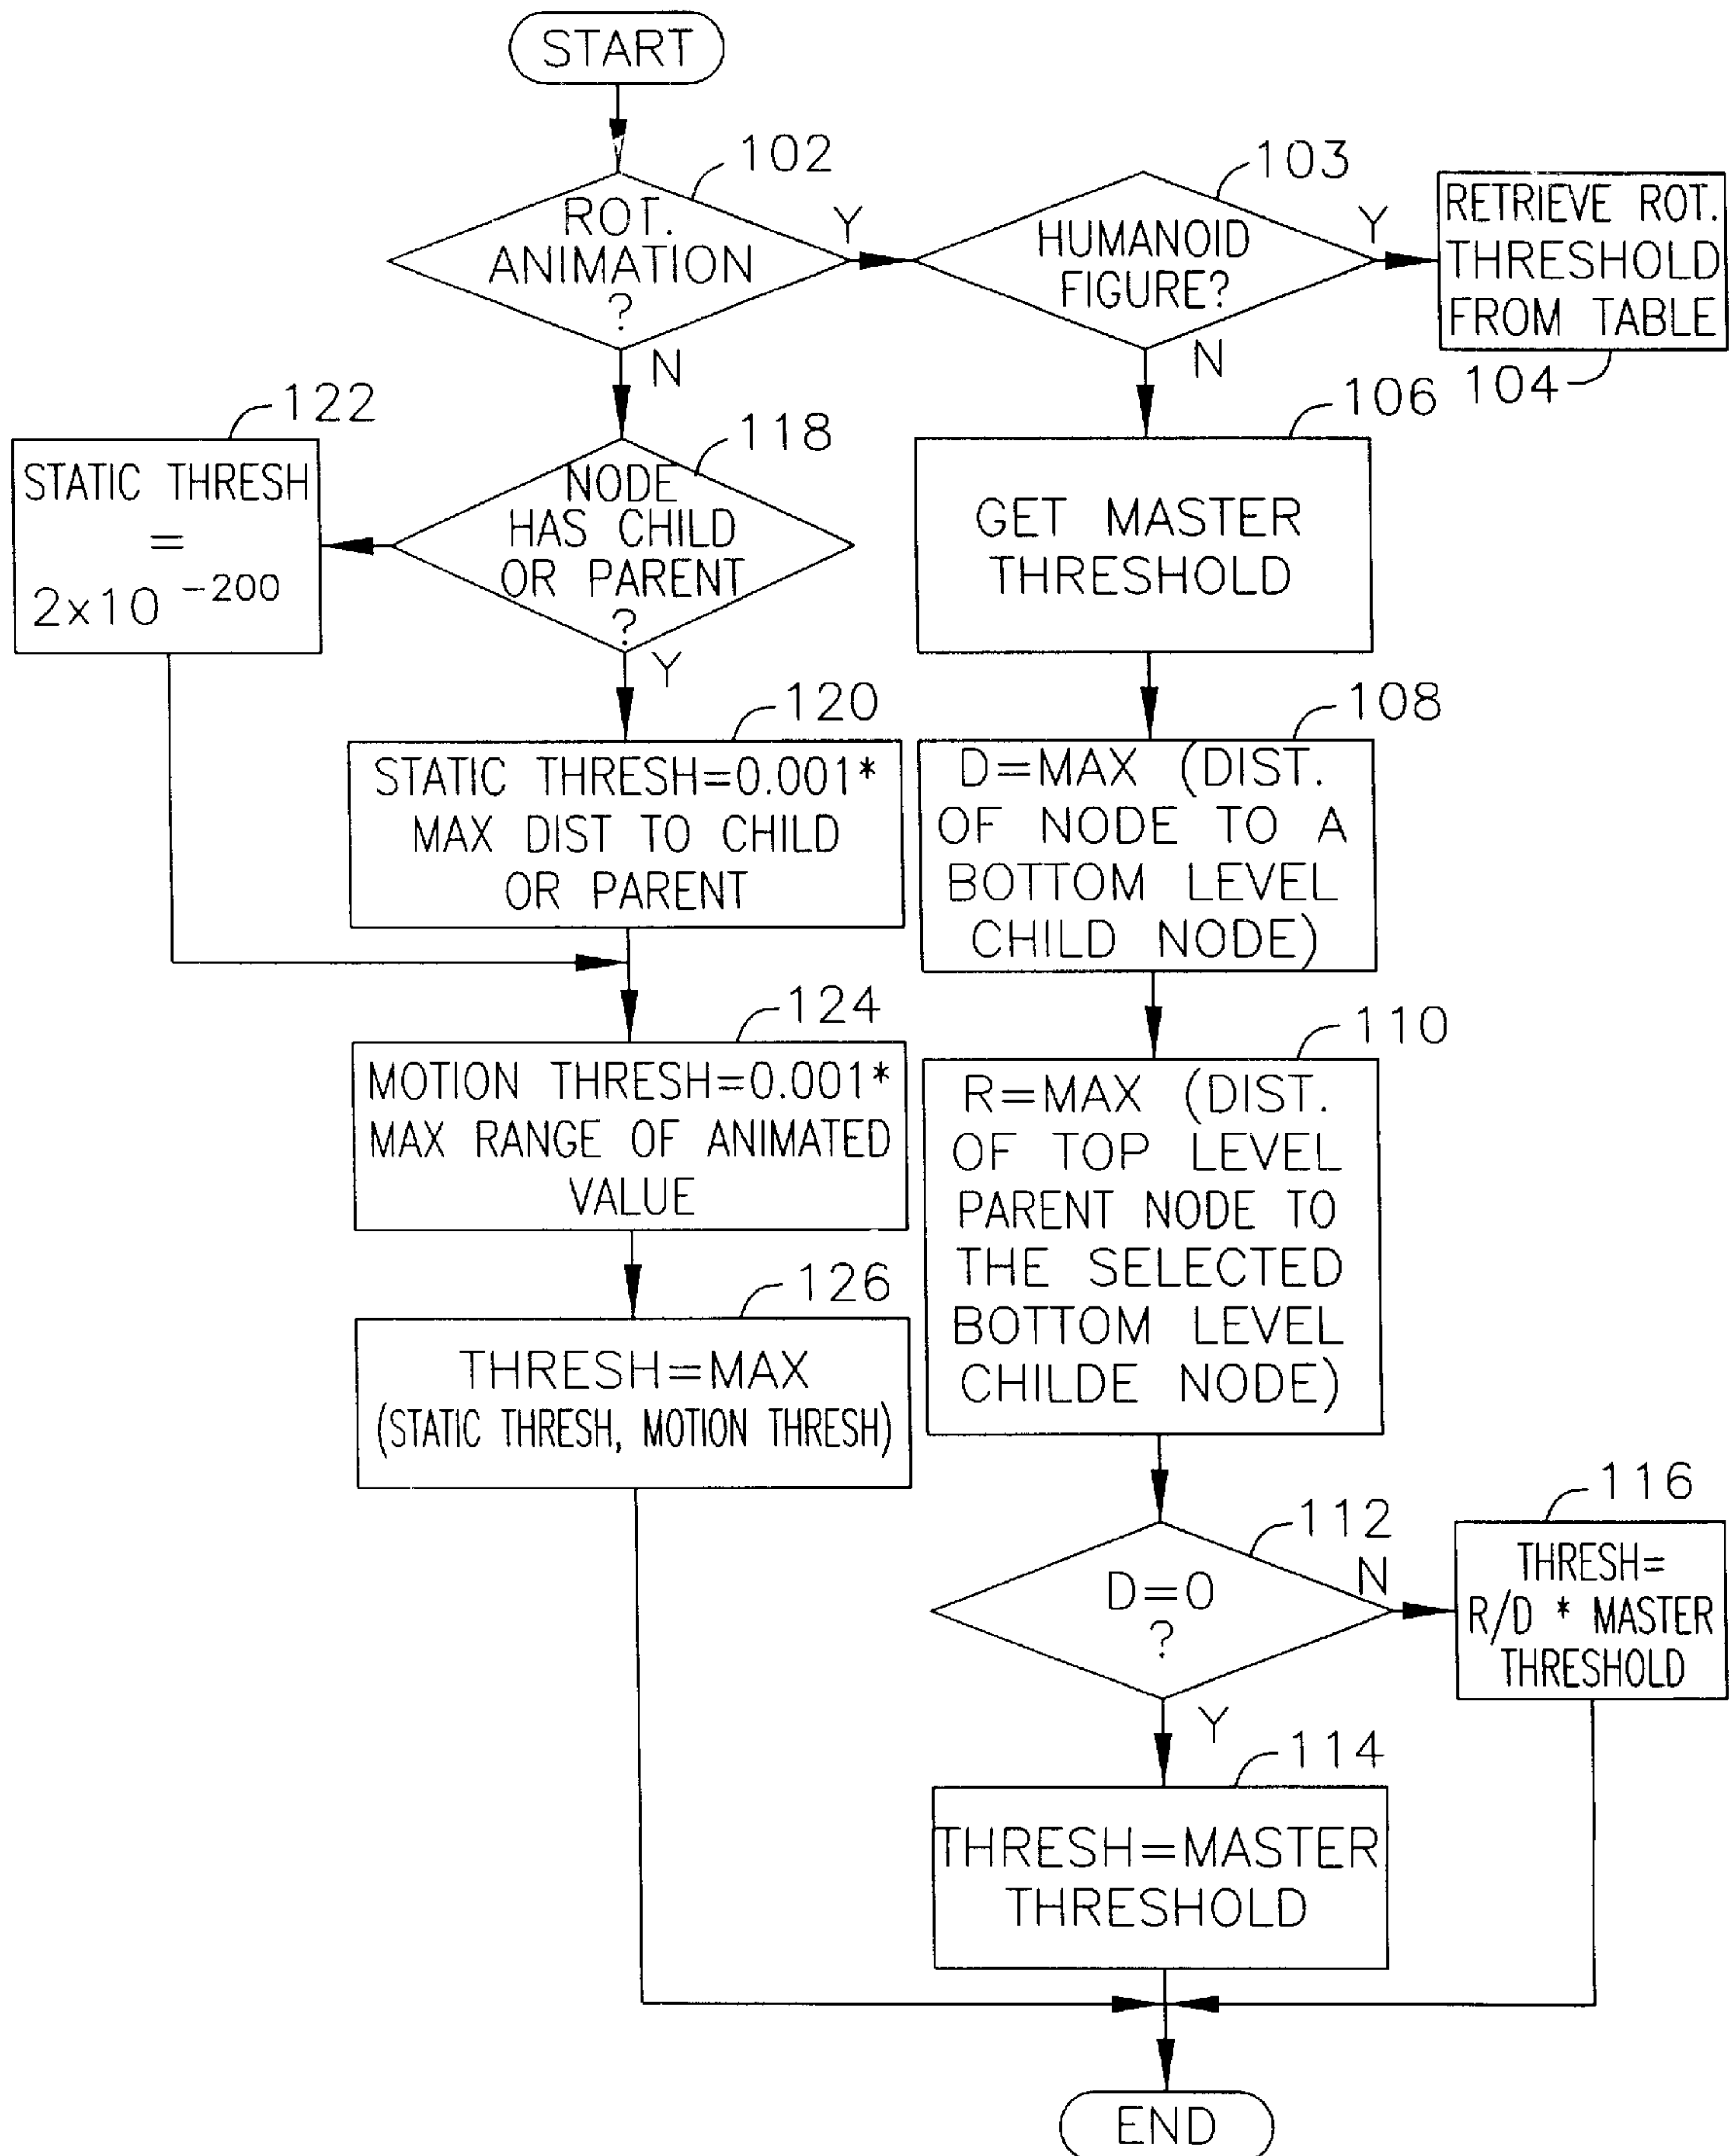 START
102
ROT.
ANIMATION
?
Y
N
103
HUMANOID
FIGURE?
Y
N
RETRIEVE ROT.
THRESHOLD
FROM TABLE
104
122
STATIC THRESH
=
2x10 -200
118
NODE
HAS CHILD
OR PARENT
?
Y
106
GET MASTER
THRESHOLD
120
STATIC THRESH=0.001*
MAX DIST TO CHILD
OR PARENT
108
D=MAX (DIST.
OF NODE TO A
BOTTOM LEVEL
CHILD NODE)
124
MOTION THRESH=0.001*
MAX RANGE OF ANIMATED
VALUE
110
R=MAX (DIST.
OF TOP LEVEL
PARENT NODE TO
THE SELECTED
BOTTOM LEVEL
CHILDE NODE)
126
THRESH=MAX
(STATIC THRESH, MOTION THRESH)
112
D=0
?
N
Y
116
THRESH=
R/D * MASTER
THRESHOLD
114
THRESH=MASTER
THRESHOLD
END